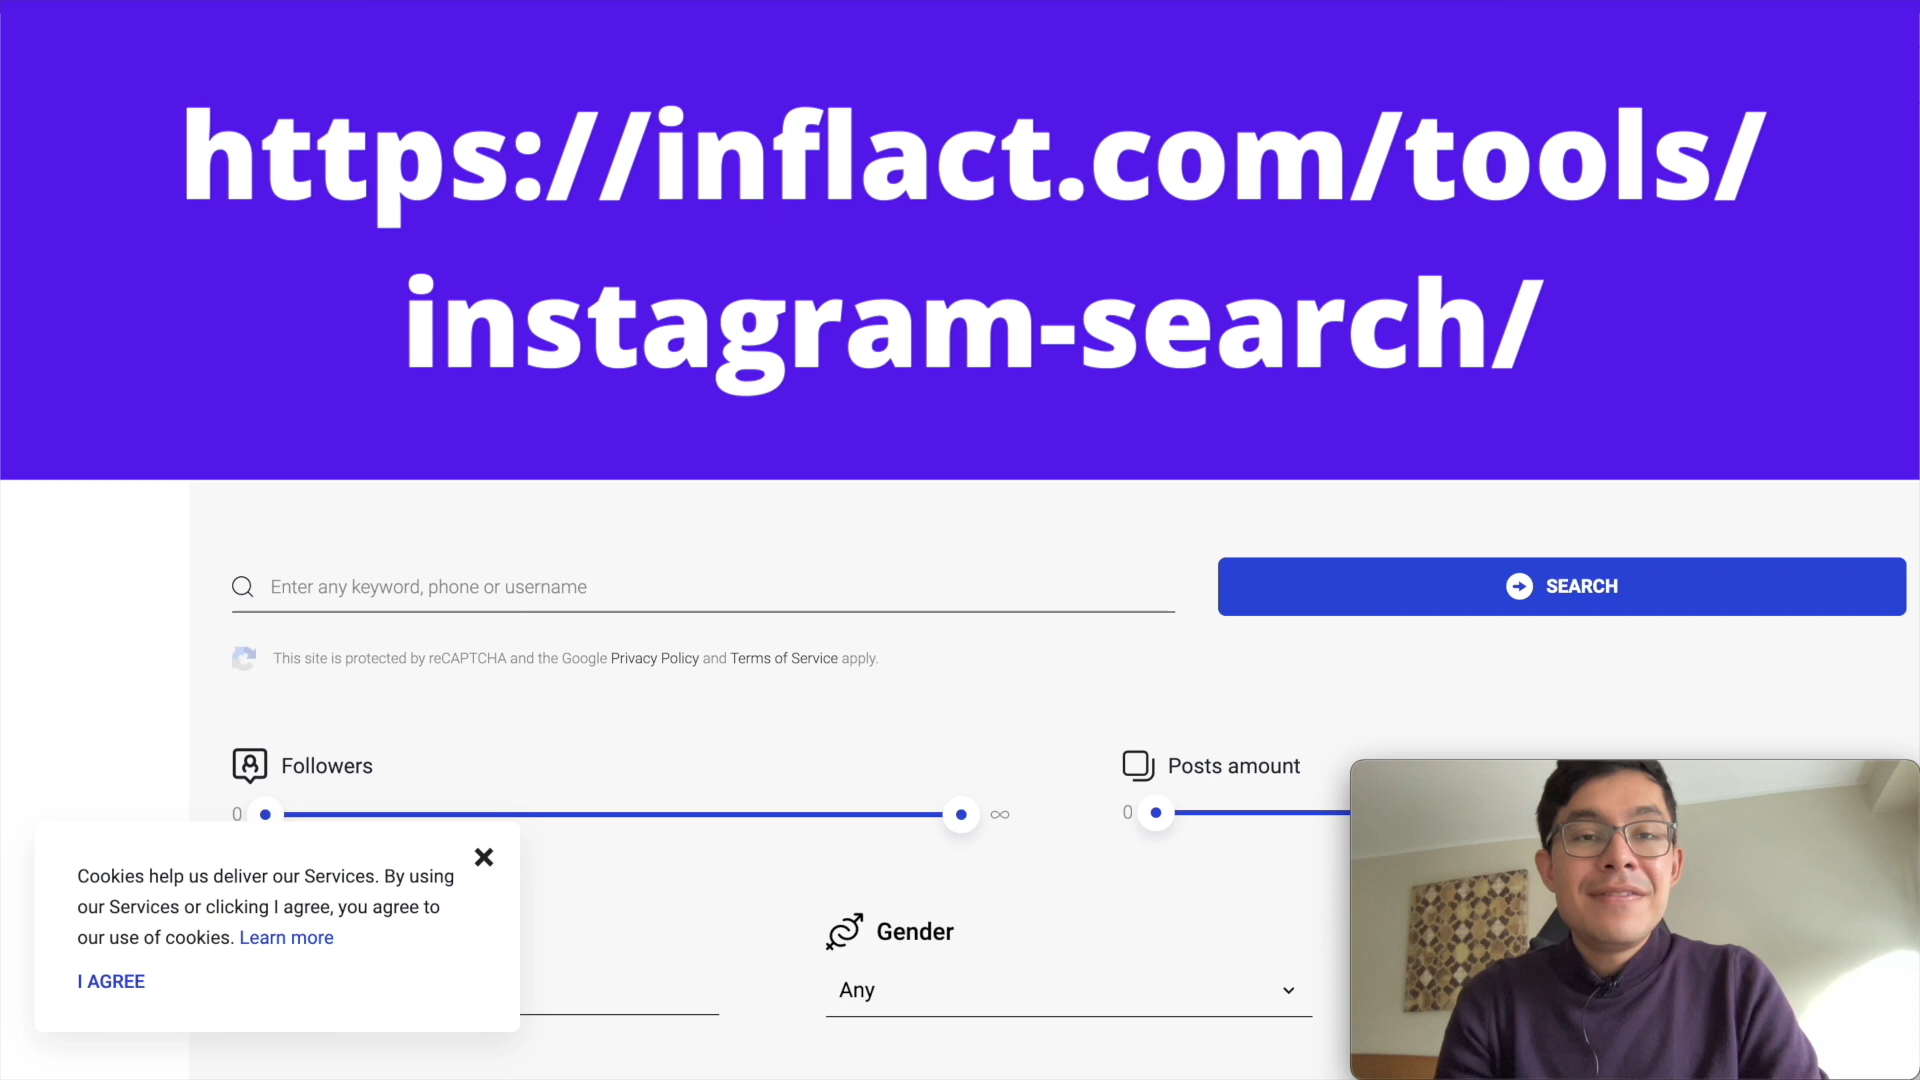 https://inflact.com/tools/
instagram-search/
Enter any keyword, phone or username
SEARCH
This site is protected by reCAPTCHA and the Google Privacy Policy and Terms of Service apply.
Followers
0 ∞
Posts amount
0
Cookies help us deliver our Services. By using
our Services or clicking I agree, you agree to
our use of cookies. Learn more
I AGREE
Gender
Any